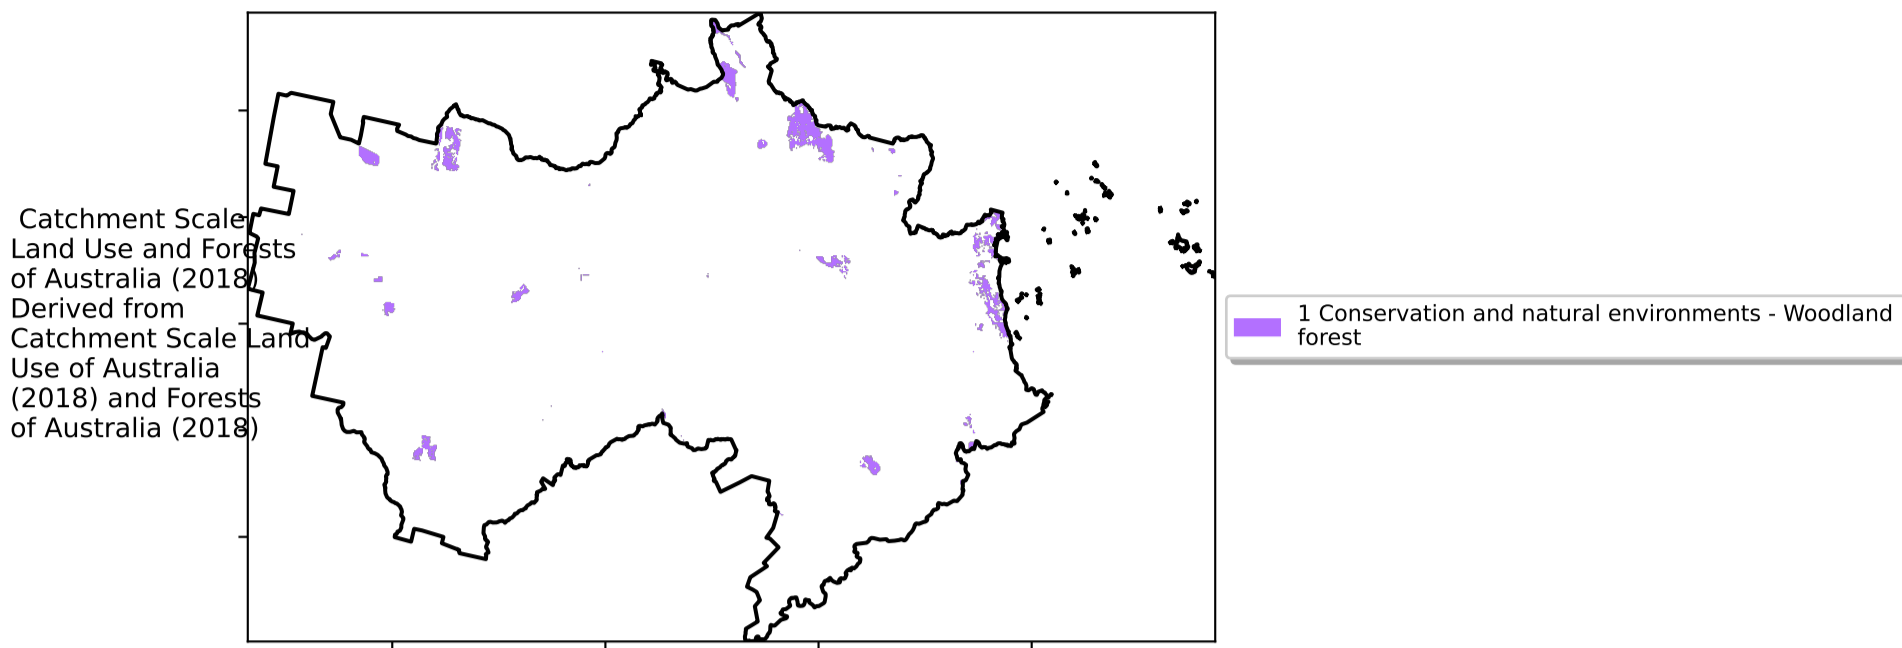 Catchment Scale
Land Use and Forests
of Australia (2018)
Derived from
Catchment Scale Land
Use of Australia
(2018) and Forests
of Australia (2018)
1 Conservation and natural environments - Woodland
forest